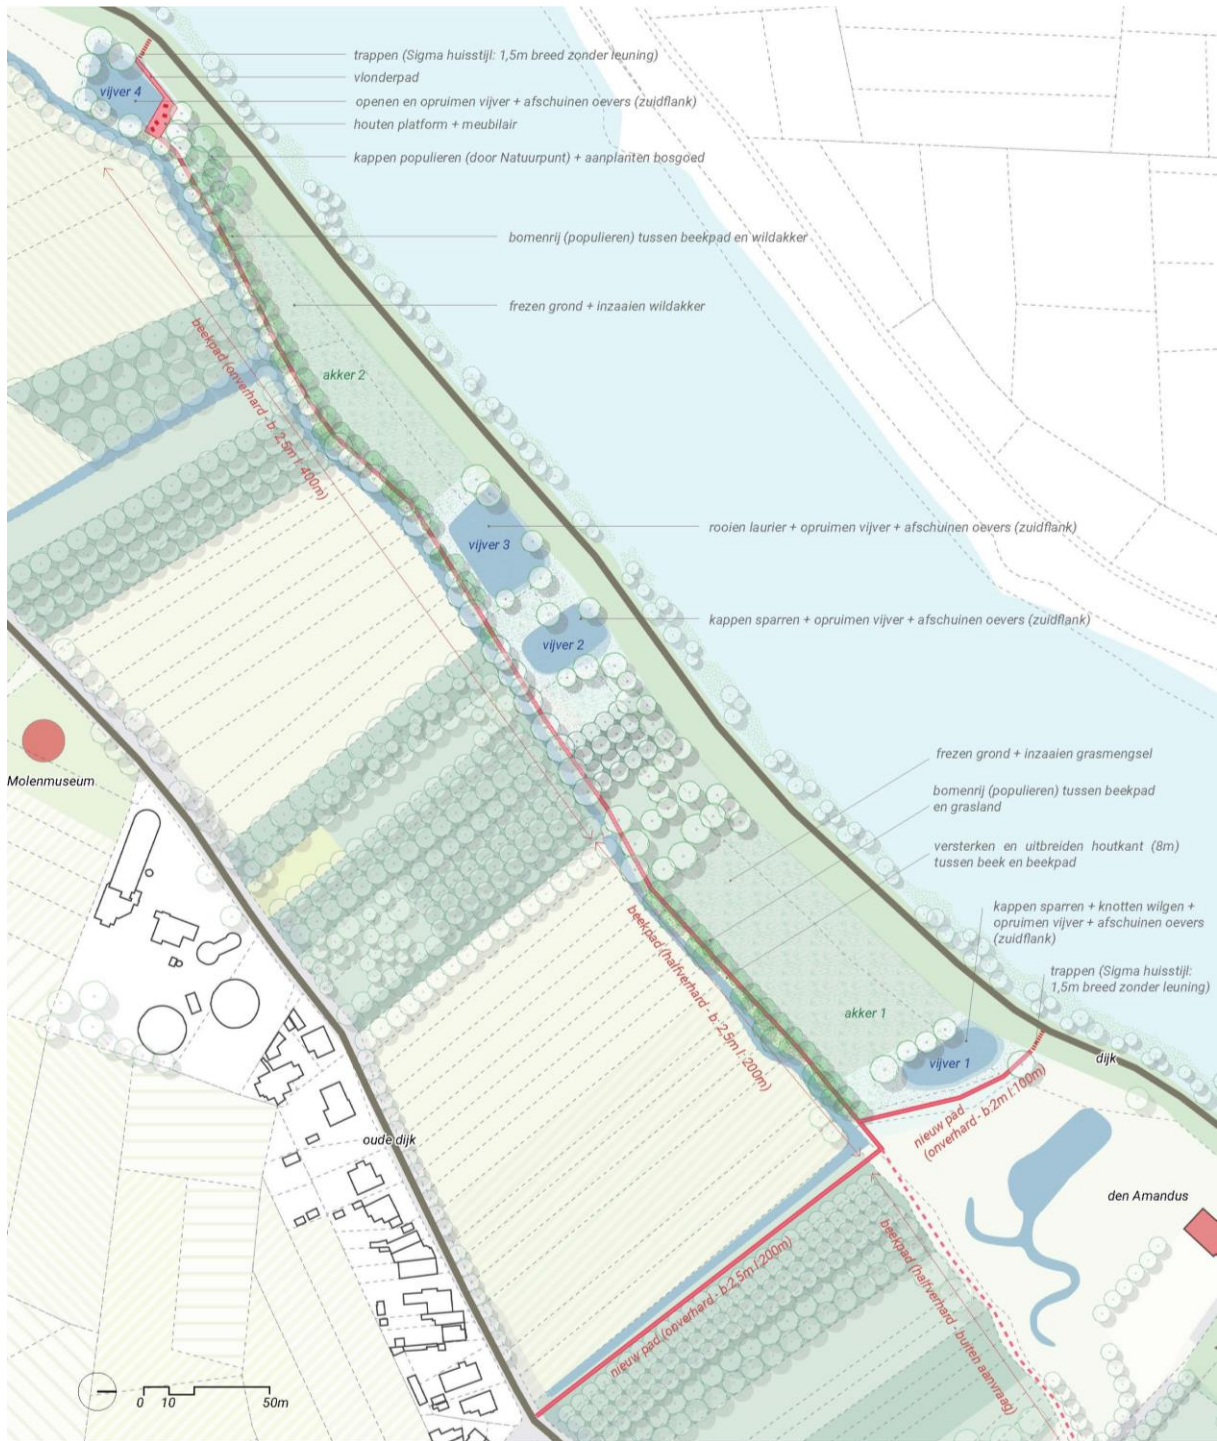 trappen (Sigma huisstijl: 1,5m breed zonder leuning)
vlonderpad
vijver 4
openen en opruimen vijver + afschuinen oevers (zuidflank)
houten platform + meubilair
kappen populieren (door Natuurpunt) + aanplanten bosgoed
bomenrij (populieren) tussen beekpad en wildakker
frezen grond + inzaaien wildakker
beekpad (onverhard - b: 2,5m l: 400m)
akker 2
rooien laurier + opruimen vijver + afschuinen oevers (zuidflank)
vijver 3
kappen sparren + opruimen vijver + afschuinen oevers (zuidflank)
vijver 2
Molenmuseum
frezen grond + inzaaien grasmengsel
bomenrij (populieren) tussen beekpad
en grasland
versterken en uitbreiden houtkant (8m)
tussen beek en beekpad
kappen sparren + knotten wilgen +
opruimen vijver + afschuinen oevers
(zuidflank)
trappen (Sigma huisstijl:
1,5m breed zonder leuning)
beekpad (halfverhard - b: 2,5m l: 200m)
akker 1
vijver 1
dijk
nieuw pad
(onverhard - b:2m l:100m)
oude dijk
den Amandus
nieuw pad (onverhard - b:2,5m l:200m)
beekpad (halfverhard - buiten aanvraag)
0 10 50m